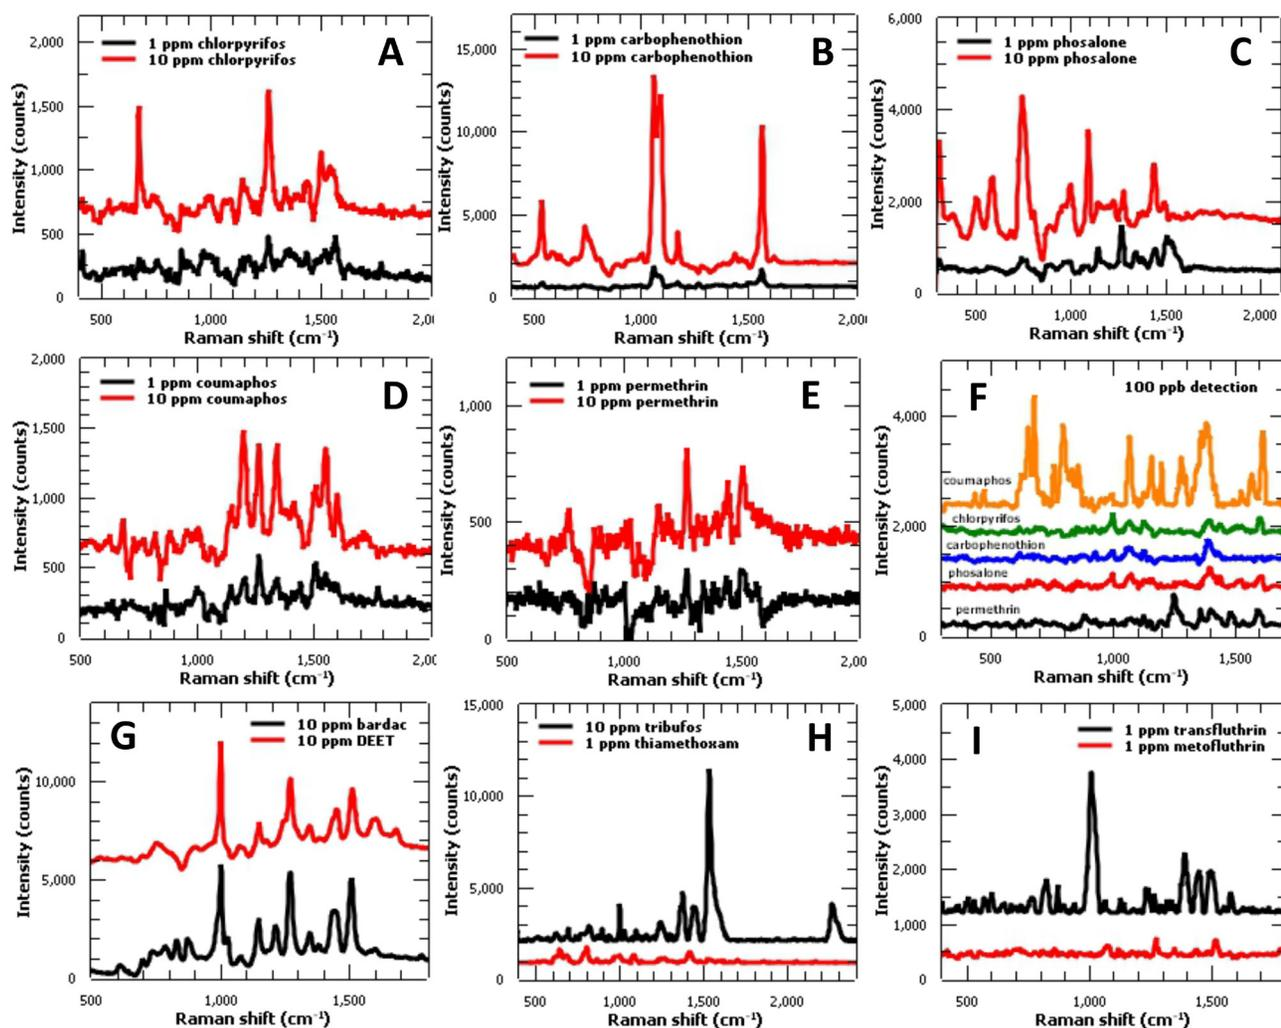 A
1 ppm chlorpyrifos
10 ppm chlorpyrifos
Intensity (counts)
2,000
1,500
1,000
500
0
500 1,000 1,500 2,0
Raman shift (cm⁻¹)
B
1 ppm carbophenothion
10 ppm carbophenothion
Intensity (counts)
15,000
10,000
5,000
0
500 1,000 1,500 2,00
Raman shift (cm⁻¹)
C
1 ppm phosalone
10 ppm phosalone
Intensity (counts)
6,000
4,000
2,000
0
500 1,000 1,500 2,000
Raman shift (cm⁻¹)
D
1 ppm coumaphos
10 ppm coumaphos
Intensity (counts)
2,000
1,500
1,000
500
0
500 1,000 1,500 2,0
Raman shift (cm⁻¹)
E
1 ppm permethrin
10 ppm permethrin
Intensity (counts)
1,000
500
0
500 1,000 1,500 2,00
Raman shift (cm⁻¹)
F
100 ppb detection
Intensity (counts)
4,000
2,000
0
coumaphos
chlorpyrifos
carbophenothion
phosalone
permethrin
500 1,000 1,500
Raman shift (cm⁻¹)
G
10 ppm bardac
10 ppm DEET
Intensity (counts)
10,000
5,000
0
500 1,000 1,500
Raman shift (cm⁻¹)
H
10 ppm tribufos
1 ppm thiamethoxam
Intensity (counts)
15,000
10,000
5,000
0
500 1,000 1,500 2,000
Raman shift (cm⁻¹)
I
1 ppm transfluthrin
1 ppm metofluthrin
Intensity (counts)
5,000
4,000
3,000
2,000
1,000
0
500 1,000 1,500
Raman shift (cm⁻¹)